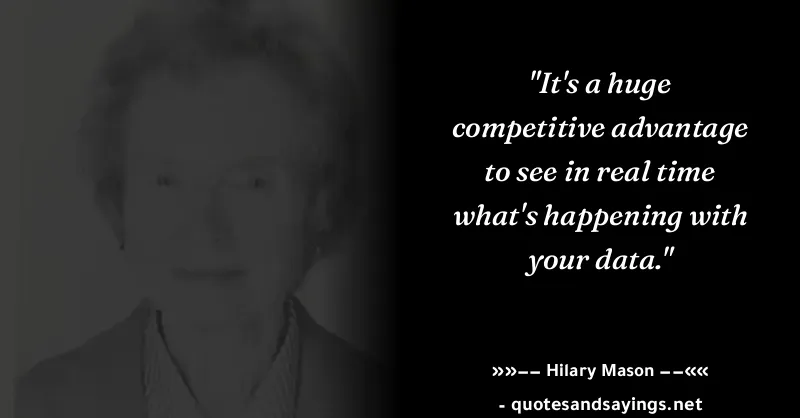 "It's a huge
competitive advantage
to see in real time
what's happening with
your data."
»»–– Hilary Mason ––««
- quotesandsayings.net